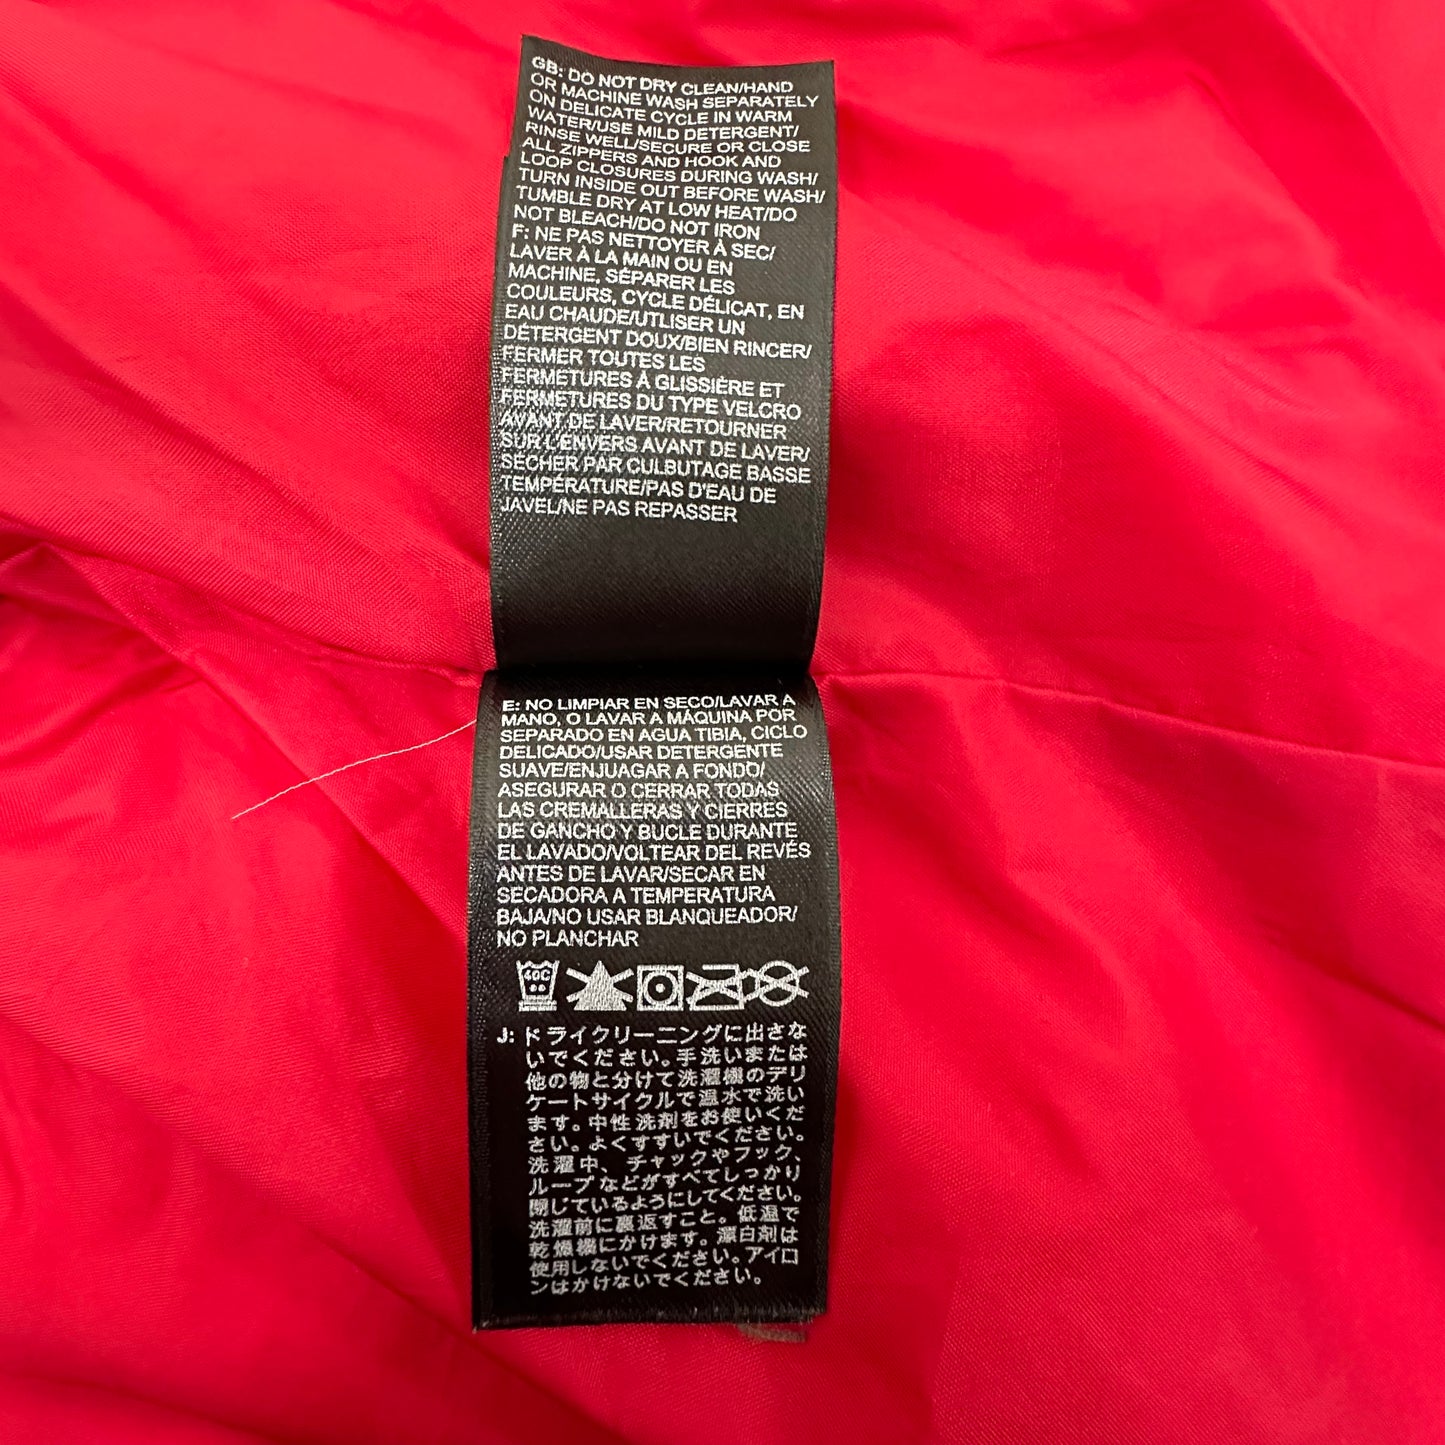 GB: DO NOT DRY CLEAN/HAND
OR MACHINE WASH SEPARATELY
ON DELICATE CYCLE IN WARM
WATER/USE MILD DETERGENT/
RINSE WELL/SECURE OR CLOSE
ALL ZIPPERS AND HOOK AND
LOOP CLOSURES DURING WASH/
TURN INSIDE OUT BEFORE WASH/
TUMBLE DRY AT LOW HEAT/DO
NOT BLEACH/DO NOT IRON
F: NE PAS NETTOYER À SEC/
LAVER À LA MAIN OU EN
MACHINE, SÉPARER LES
COULEURS, CYCLE DÉLICAT, EN
EAU CHAUDE/UTLISER UN
DÉTERGENT DOUX/BIEN RINCER/
FERMER TOUTES LES
FERMETURES À GLISSIÈRE ET
FERMETURES DU TYPE VELCRO
AVANT DE LAVER/RETOURNER
SUR L'ENVERS AVANT DE LAVER/
SÉCHER PAR CULBUTAGE BASSE
TEMPÉRATURE/PAS D'EAU DE
JAVEL/NE PAS REPASSER
E: NO LIMPIAR EN SECO/LAVAR A
MANO, O LAVAR A MÁQUINA POR
SEPARADO EN AGUA TIBIA, CICLO
DELICADO/USAR DETERGENTE
SUAVE/ENJUAGAR A FONDO/
ASEGURAR O CERRAR TODAS
LAS CREMALLERAS Y CIERRES
DE GANCHO Y BUCLE DURANTE
EL LAVADO/VOLTEAR DEL REVÉS
ANTES DE LAVAR/SECAR EN
SECADORA A TEMPERATURA
BAJA/NO USAR BLANQUEADOR/
NO PLANCHAR
40C
J: ドライクリーニングに出さな
いでください。手洗いまたは
他の物と分けて洗濯機のデリ
ケートサイクルで温水で洗い
ます。中性洗剤をお使いくだ
さい。よくすすいでください。
洗濯中、チャックやフック、
ループなどがすべてしっかり
閉じているようにしてください。
洗濯前に裏返すこと。低温で
乾燥機にかけます。漂白剤は
使用しないでください。アイロ
ンはかけないでください。